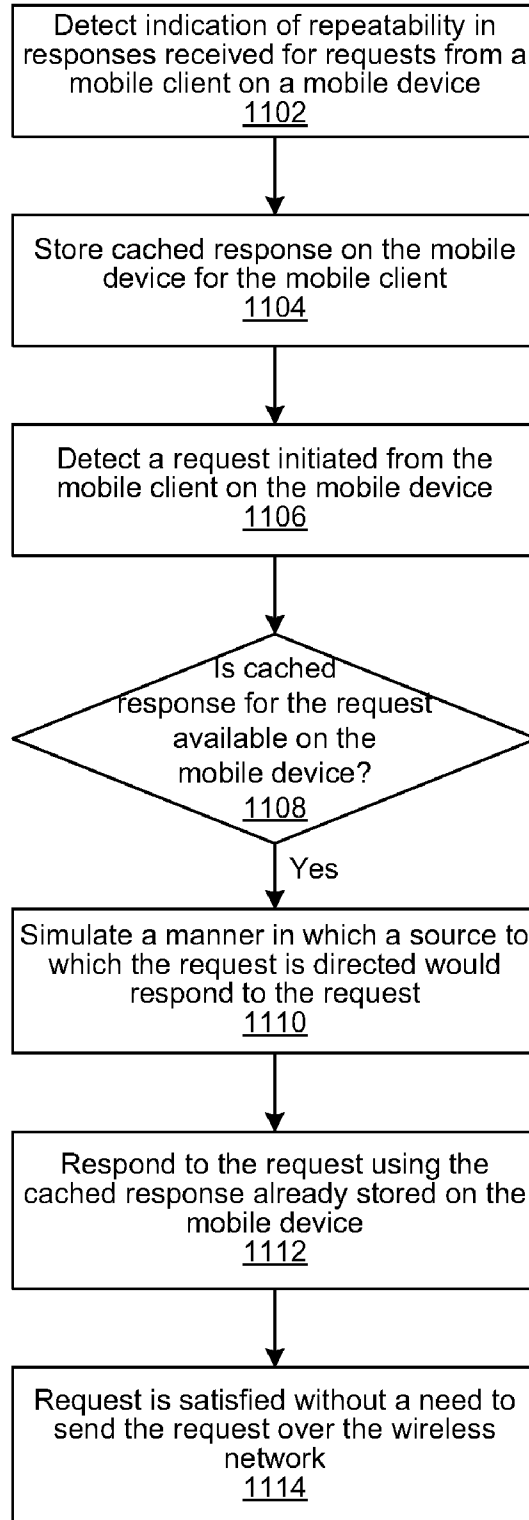 Detect indication of repeatability in
responses received for requests from a
mobile client on a mobile device
1102
Store cached response on the mobile
device for the mobile client
1104
Detect a request initiated from the
mobile client on the mobile device
1106
Is cached
response for the request
available on the
mobile device?
1108
Yes
Simulate a manner in which a source to
which the request is directed would
respond to the request
1110
Respond to the request using the
cached response already stored on the
mobile device
1112
Request is satisfied without a need to
send the request over the wireless
network
1114